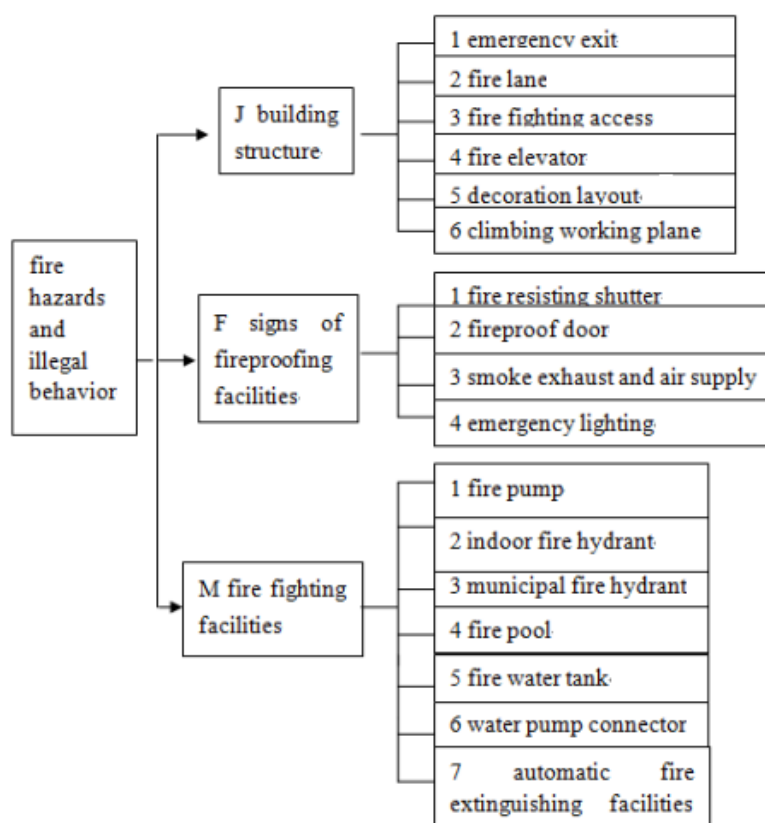 fire
hazards
and
illegal
behavior
J building
structure
1 emergency exit
2 fire lane
3 fire fighting access
4 fire elevator
5 decoration layout
6 climbing working plane
F signs of
fireproofing
facilities
1 fire resisting shutter
2 fireproof door
3 smoke exhaust and air supply
4 emergency lighting
M fire fighting
facilities
1 fire pump
2 indoor fire hydrant
3 municipal fire hydrant
4 fire pool
5 fire water tank
6 water pump connector
7 automatic fire
extinguishing facilities